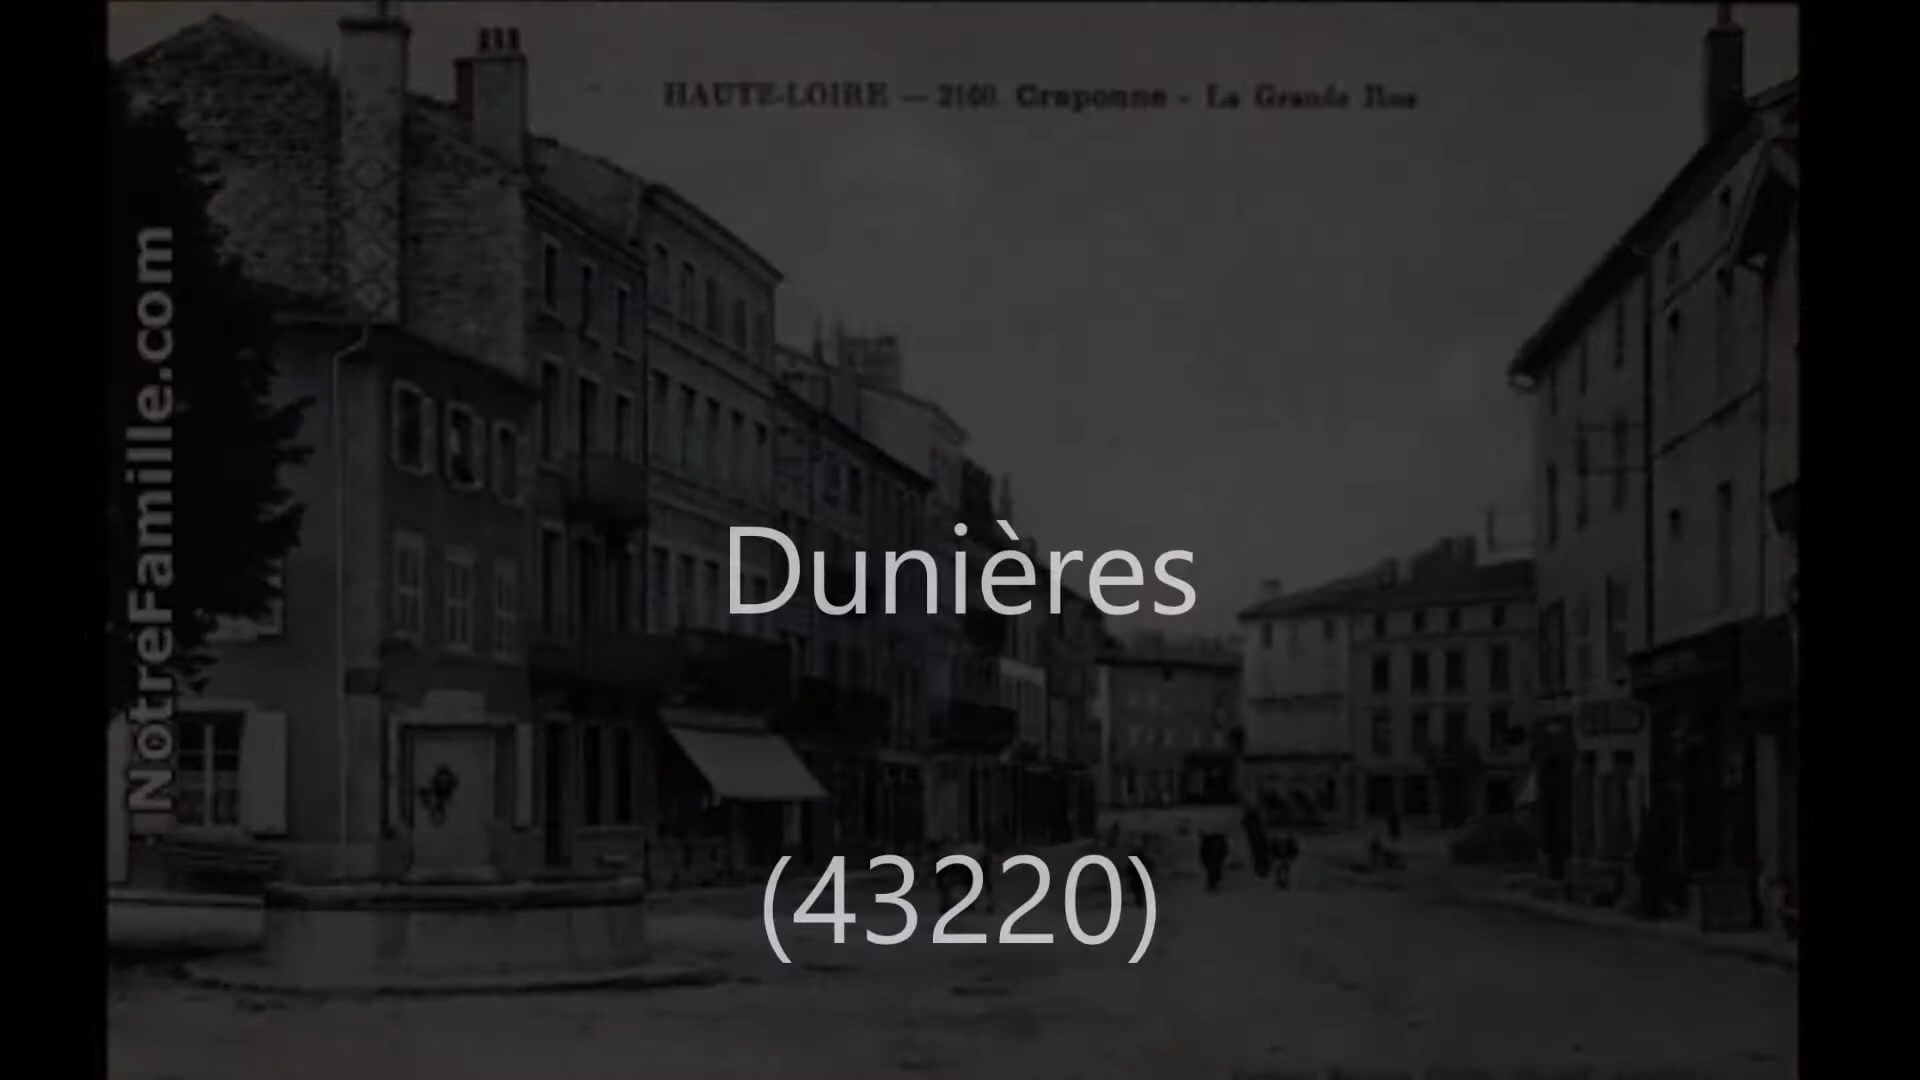 HAUTE-LOIRE — 2160. Craponne - La Grande Rue
NotreFamille.com
Dunières
(43220)